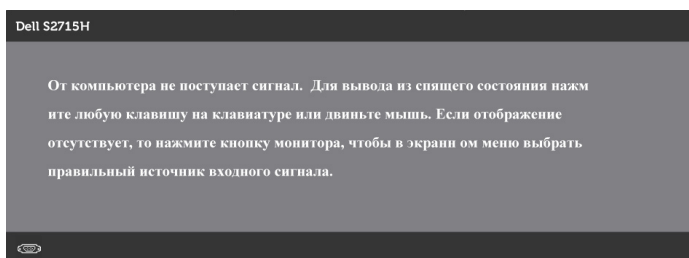 Dell S2715H
От компьютера не поступает сигнал. Для вывода из спящего состояния нажм
ите любую клавишу на клавиатуре или двиньте мышь. Если отображение
отсутствует, то нажмите кнопку монитора, чтобы в экранн ом меню выбрать
правильный источник входного сигнала.